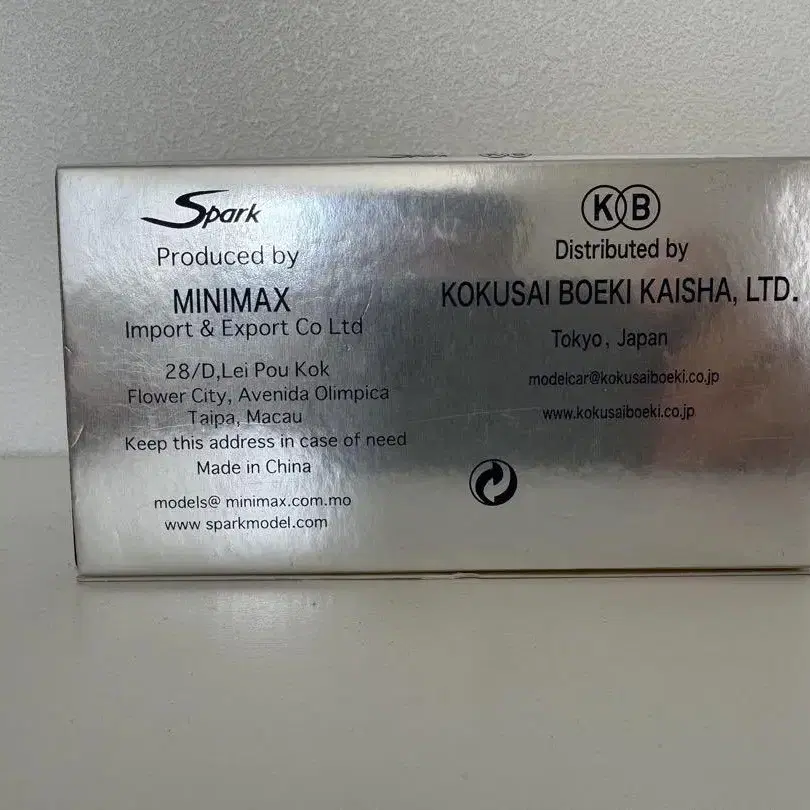 Spark
Produced by
MINIMAX
Import & Export Co Ltd
28/D,Lei Pou Kok
Flower City, Avenida Olimpica
Taipa, Macau
Keep this address in case of need
Made in China
models@ minimax.com.mo
www sparkmodel.com
KB
Distributed by
KOKUSAI BOEKI KAISHA, LTD.
Tokyo, Japan
modelcar@kokusaiboeki.co.jp
www.kokusaiboeki.co.jp